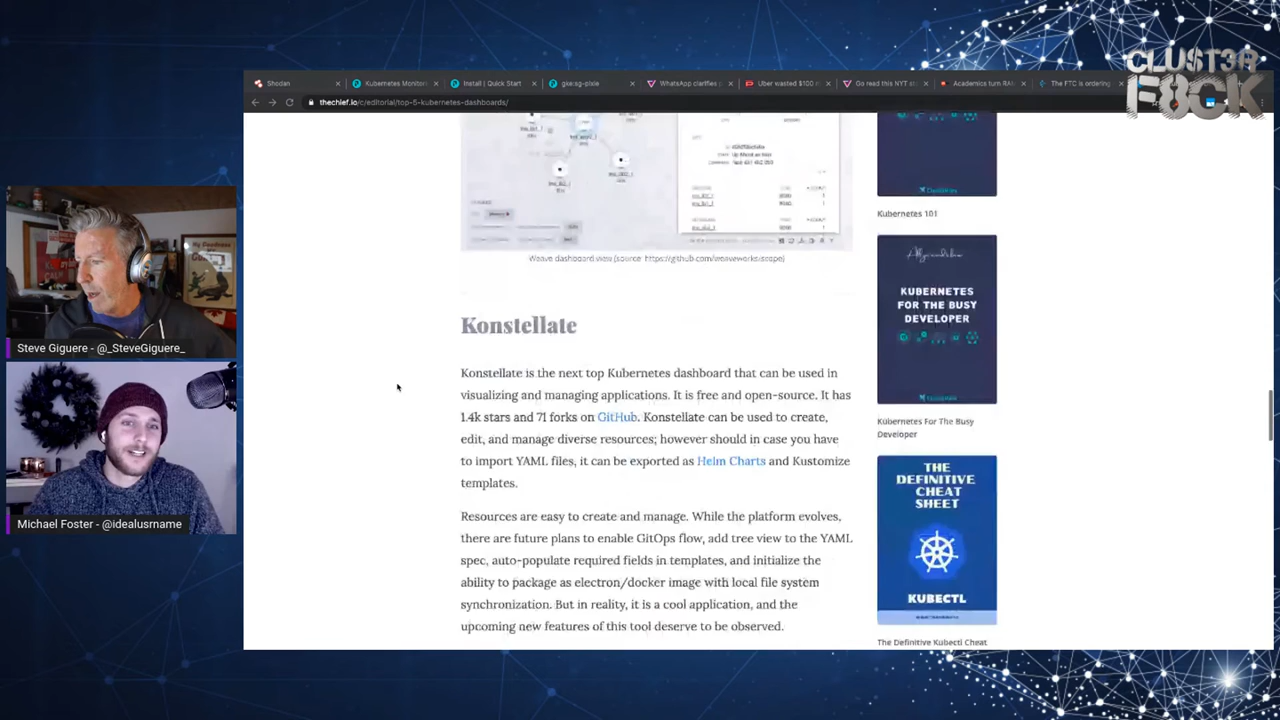 CLUST3R
F8CK
Shodan
Kubernetes Monitori
Install | Quick Start
gke:sg-pixie
WhatsApp clarifies
Uber wasted $100
Go read this NYT st
Academics turn RAM
The FTC is ordering
thechief.io/c/editorial/top-5-kubernetes-dashboards/
Weave dashboard view (source: https://github.com/weaveworks/scope)
Konstellate
Konstellate is the next top Kubernetes dashboard that can be used in
visualizing and managing applications. It is free and open-source. It has
1.4k stars and 71 forks on GitHub. Konstellate can be used to create,
edit, and manage diverse resources; however should in case you have
to import YAML files, it can be exported as Helm Charts and Kustomize
templates.
Resources are easy to create and manage. While the platform evolves,
there are future plans to enable GitOps flow, add tree view to the YAML
spec, auto-populate required fields in templates, and initialize the
ability to package as electron/docker image with local file system
synchronization. But in reality, it is a cool application, and the
upcoming new features of this tool deserve to be observed.
Kubernetes 101
KUBERNETES
FOR THE BUSY
DEVELOPER
Kubernetes For The Busy
Developer
THE
DEFINITIVE
CHEAT
SHEET
KUBECTL
The Definitive Kubectl Cheat
Steve Giguere - @_SteveGiguere_
Michael Foster - @idealusrname